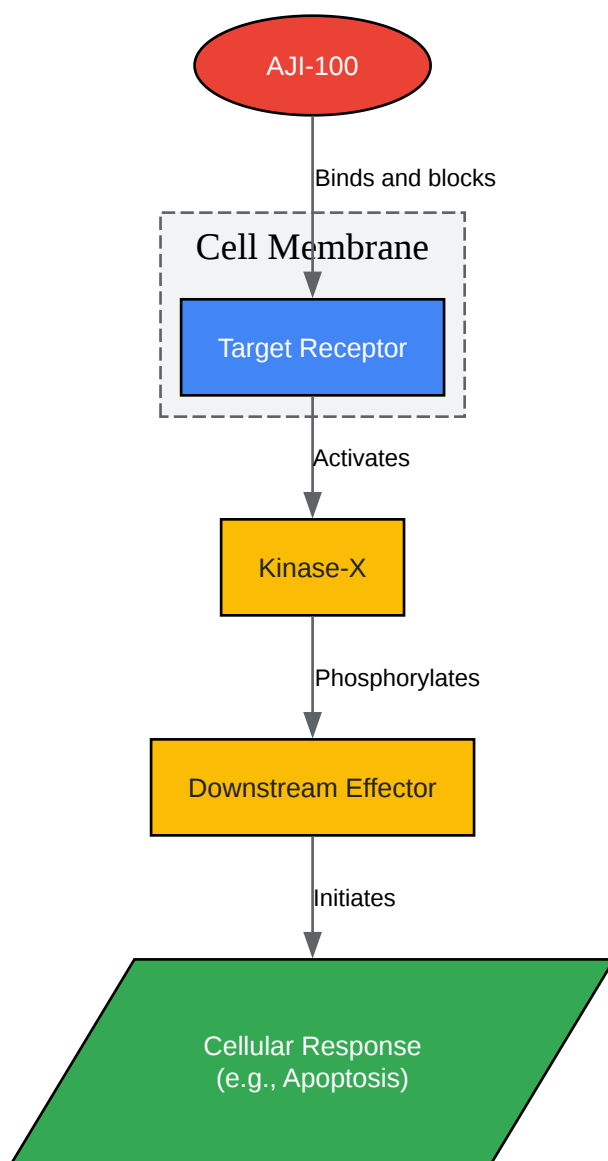 AJI-100
Binds and blocks
Cell Membrane
Target Receptor
Activates
Kinase-X
Phosphorylates
Downstream Effector
Initiates
Cellular Response
(e.g., Apoptosis)